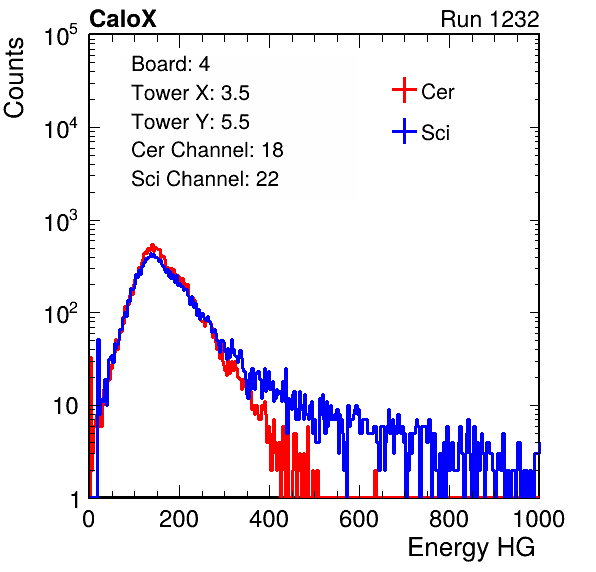 CaloX Run 1232
Counts
10^5
10^4
10^3
10^2
10
1
Board: 4
Tower X: 3.5
Tower Y: 5.5
Cer Channel: 18
Sci Channel: 22
Cer
Sci
0 200 400 600 800 1000
Energy HG